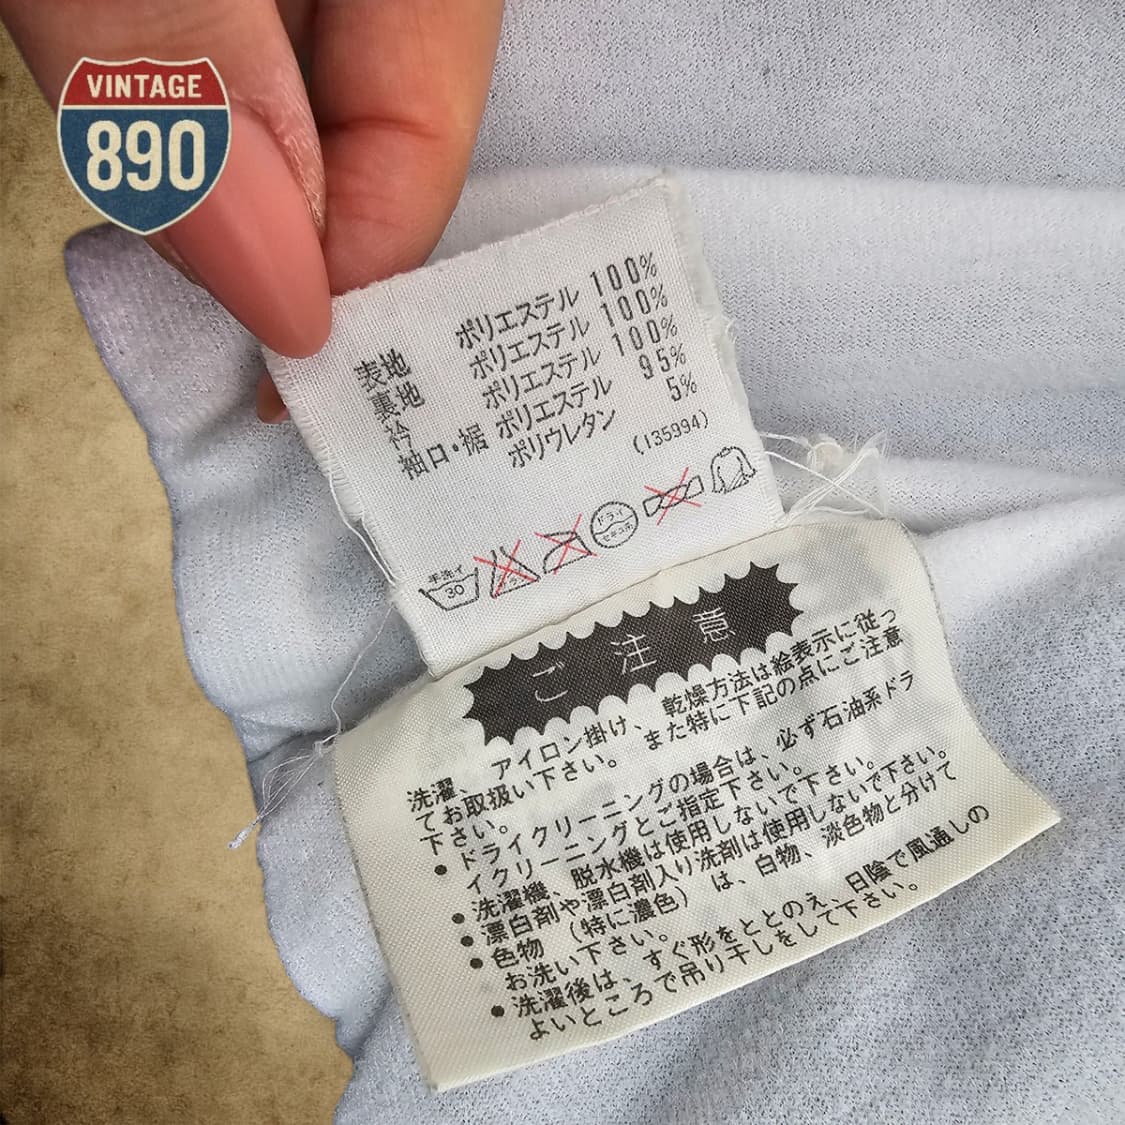 VINTAGE
890
表地 ポリエステル 100%
裏地 ポリエステル 100%
衿 ポリエステル 100%
袖口・裾 ポリエステル 95%
ポリウレタン 5%
(135994)
手洗イ
30
ドライ
セキユ系
ご注意
洗濯、アイロン掛け、乾燥方法は絵表示に従っ
てお取扱い下さい。また特に下記の点にご注意
下さい。
●ドライクリーニングの場合は、必ず石油系ドラ
イクリーニングとご指定下さい。
●洗濯機、脱水機は使用しないで下さい。
●漂白剤や漂白剤入り洗剤は使用しないで下さい。
●色物(特に濃色)は、白物、淡色物と分けて
お洗い下さい。
●洗濯後は、すぐ形をととのえ、日陰で風通しの
よいところで吊り干しをして下さい。